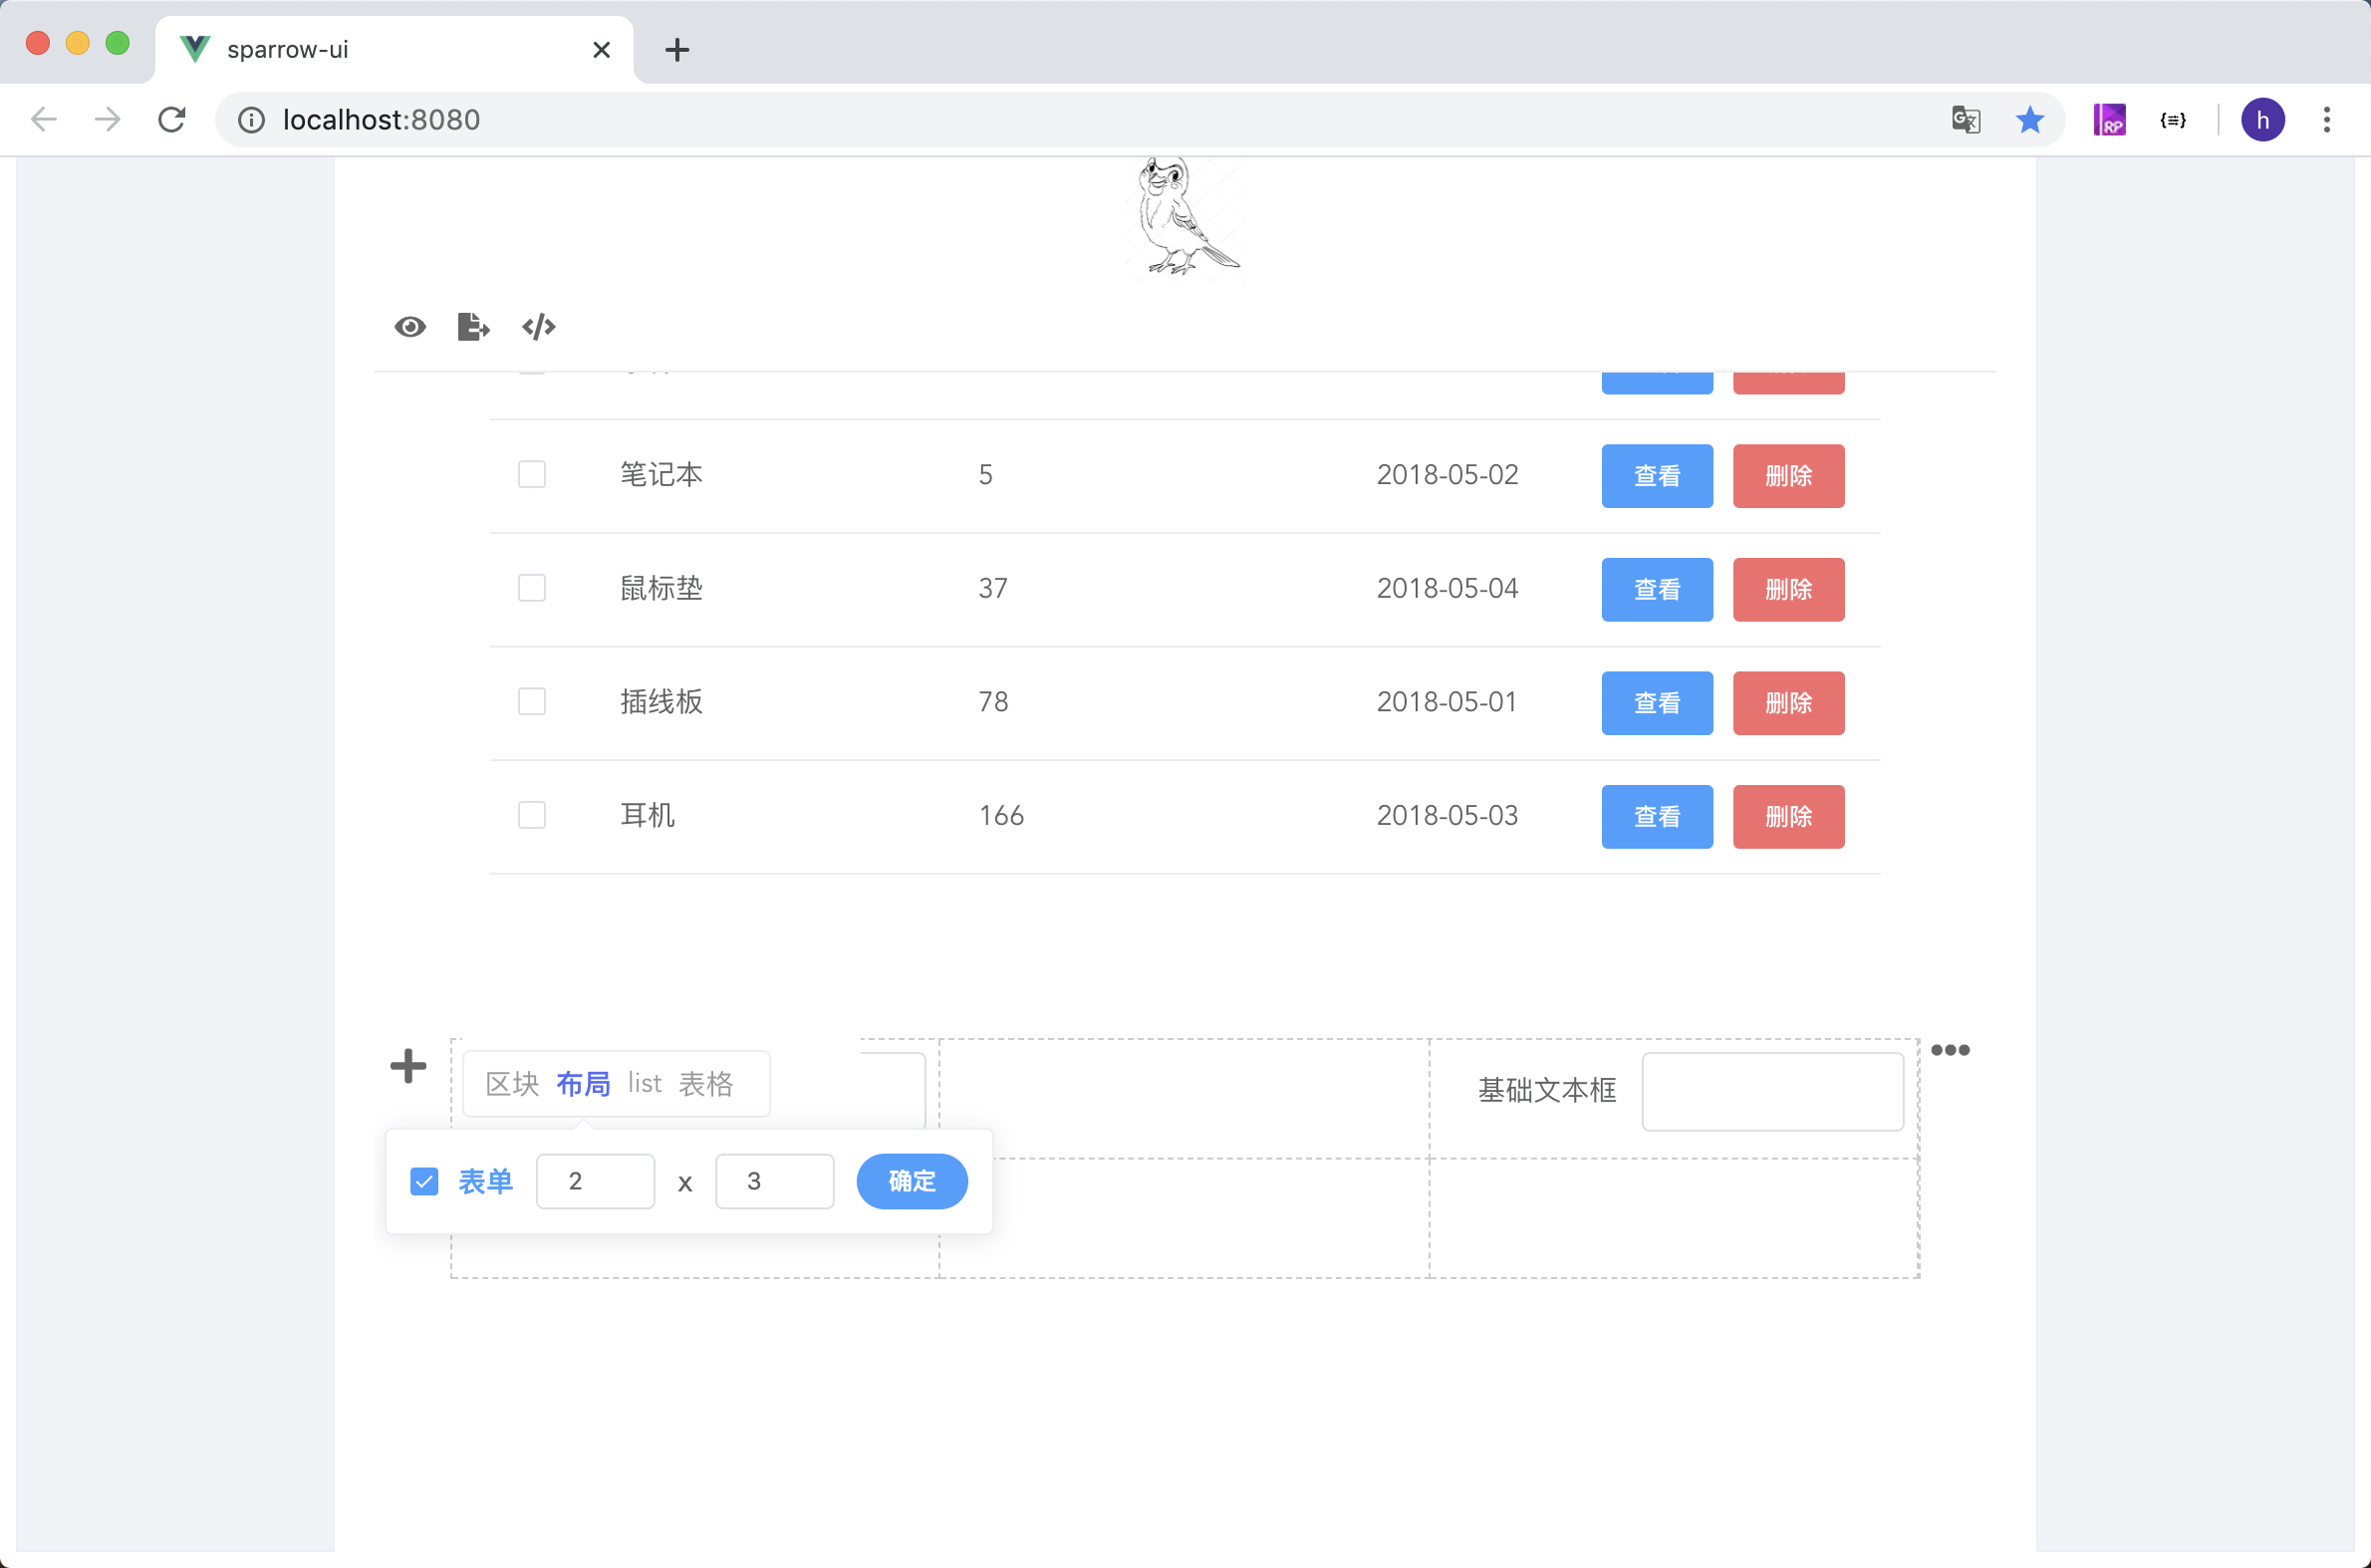 sparrow-ui
localhost:8080
RP
h
笔记本 5 2018-05-02 查看 删除
鼠标垫 37 2018-05-04 查看 删除
插线板 78 2018-05-01 查看 删除
耳机 166 2018-05-03 查看 删除
区块 布局 list 表格
基础文本框
表单 2 x 3 确定